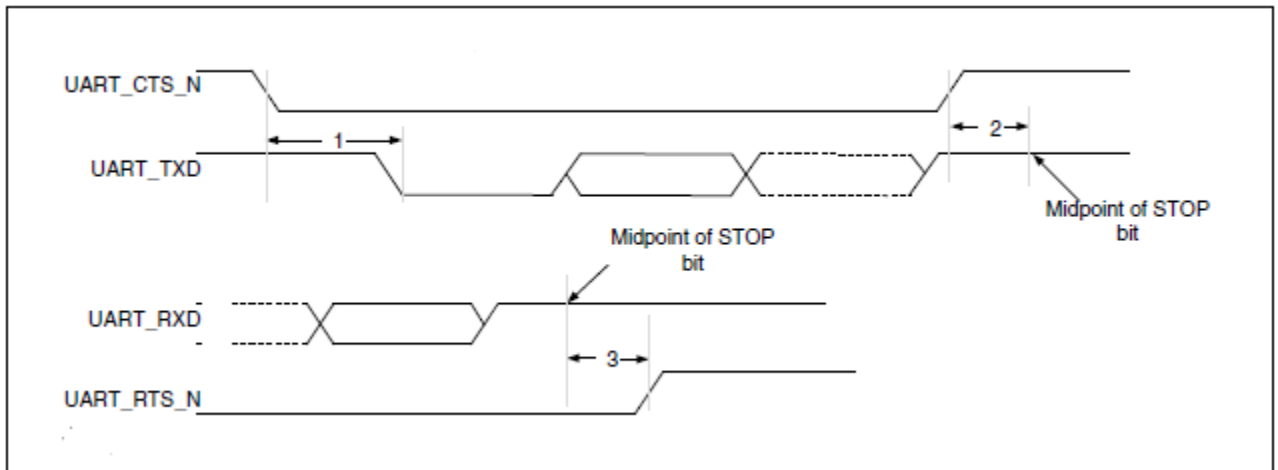 UART_CTS_N
1
2
UART_TXD
Midpoint of STOP
bit
Midpoint of STOP
bit
UART_RXD
3
UART_RTS_N